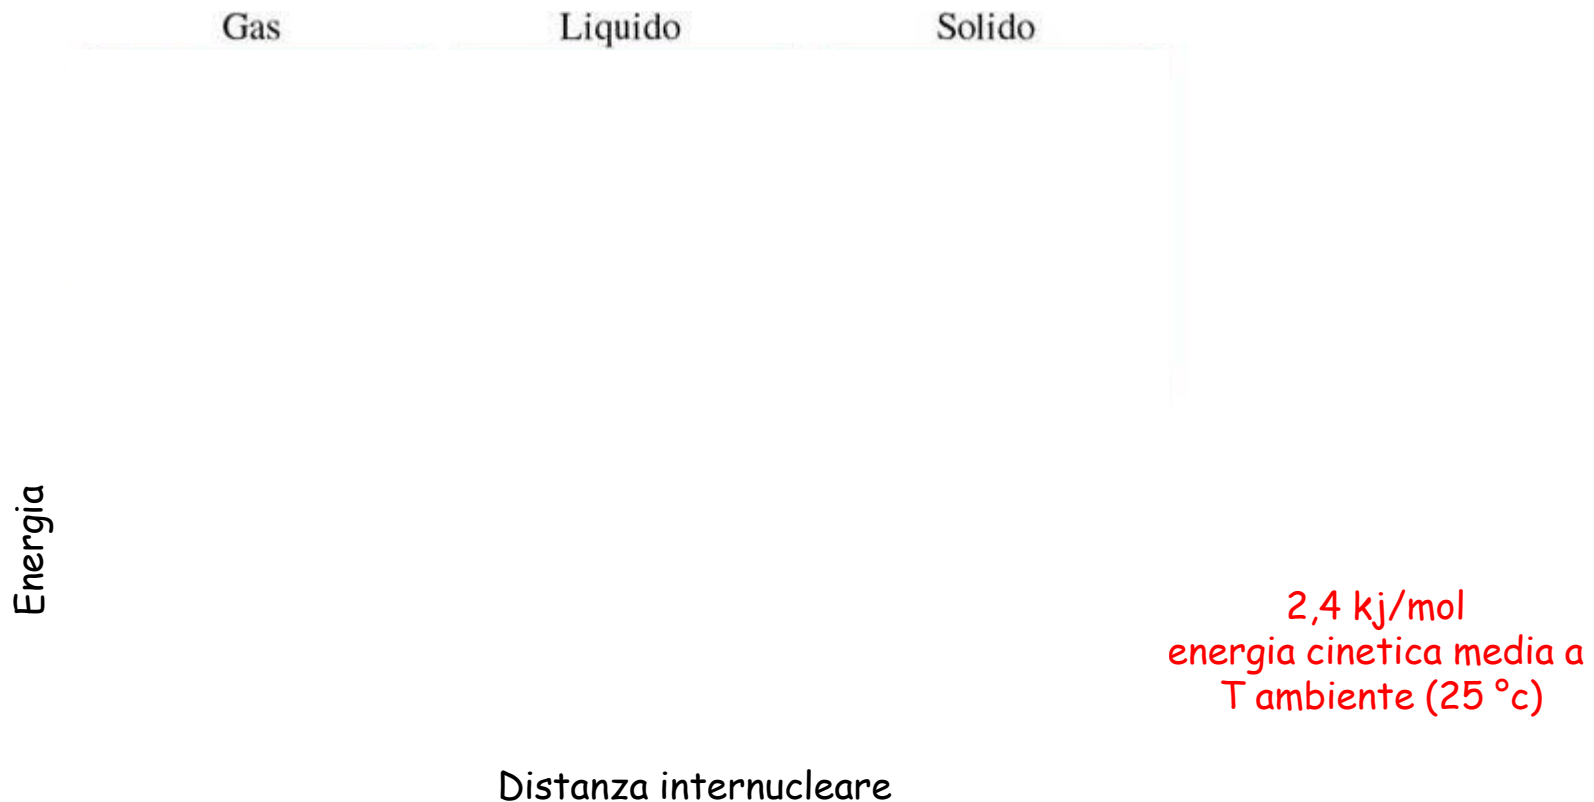 Gas
Liquido
Solido
Energia
2,4 kj/mol
energia cinetica media a
T ambiente (25 °c)
Distanza internucleare